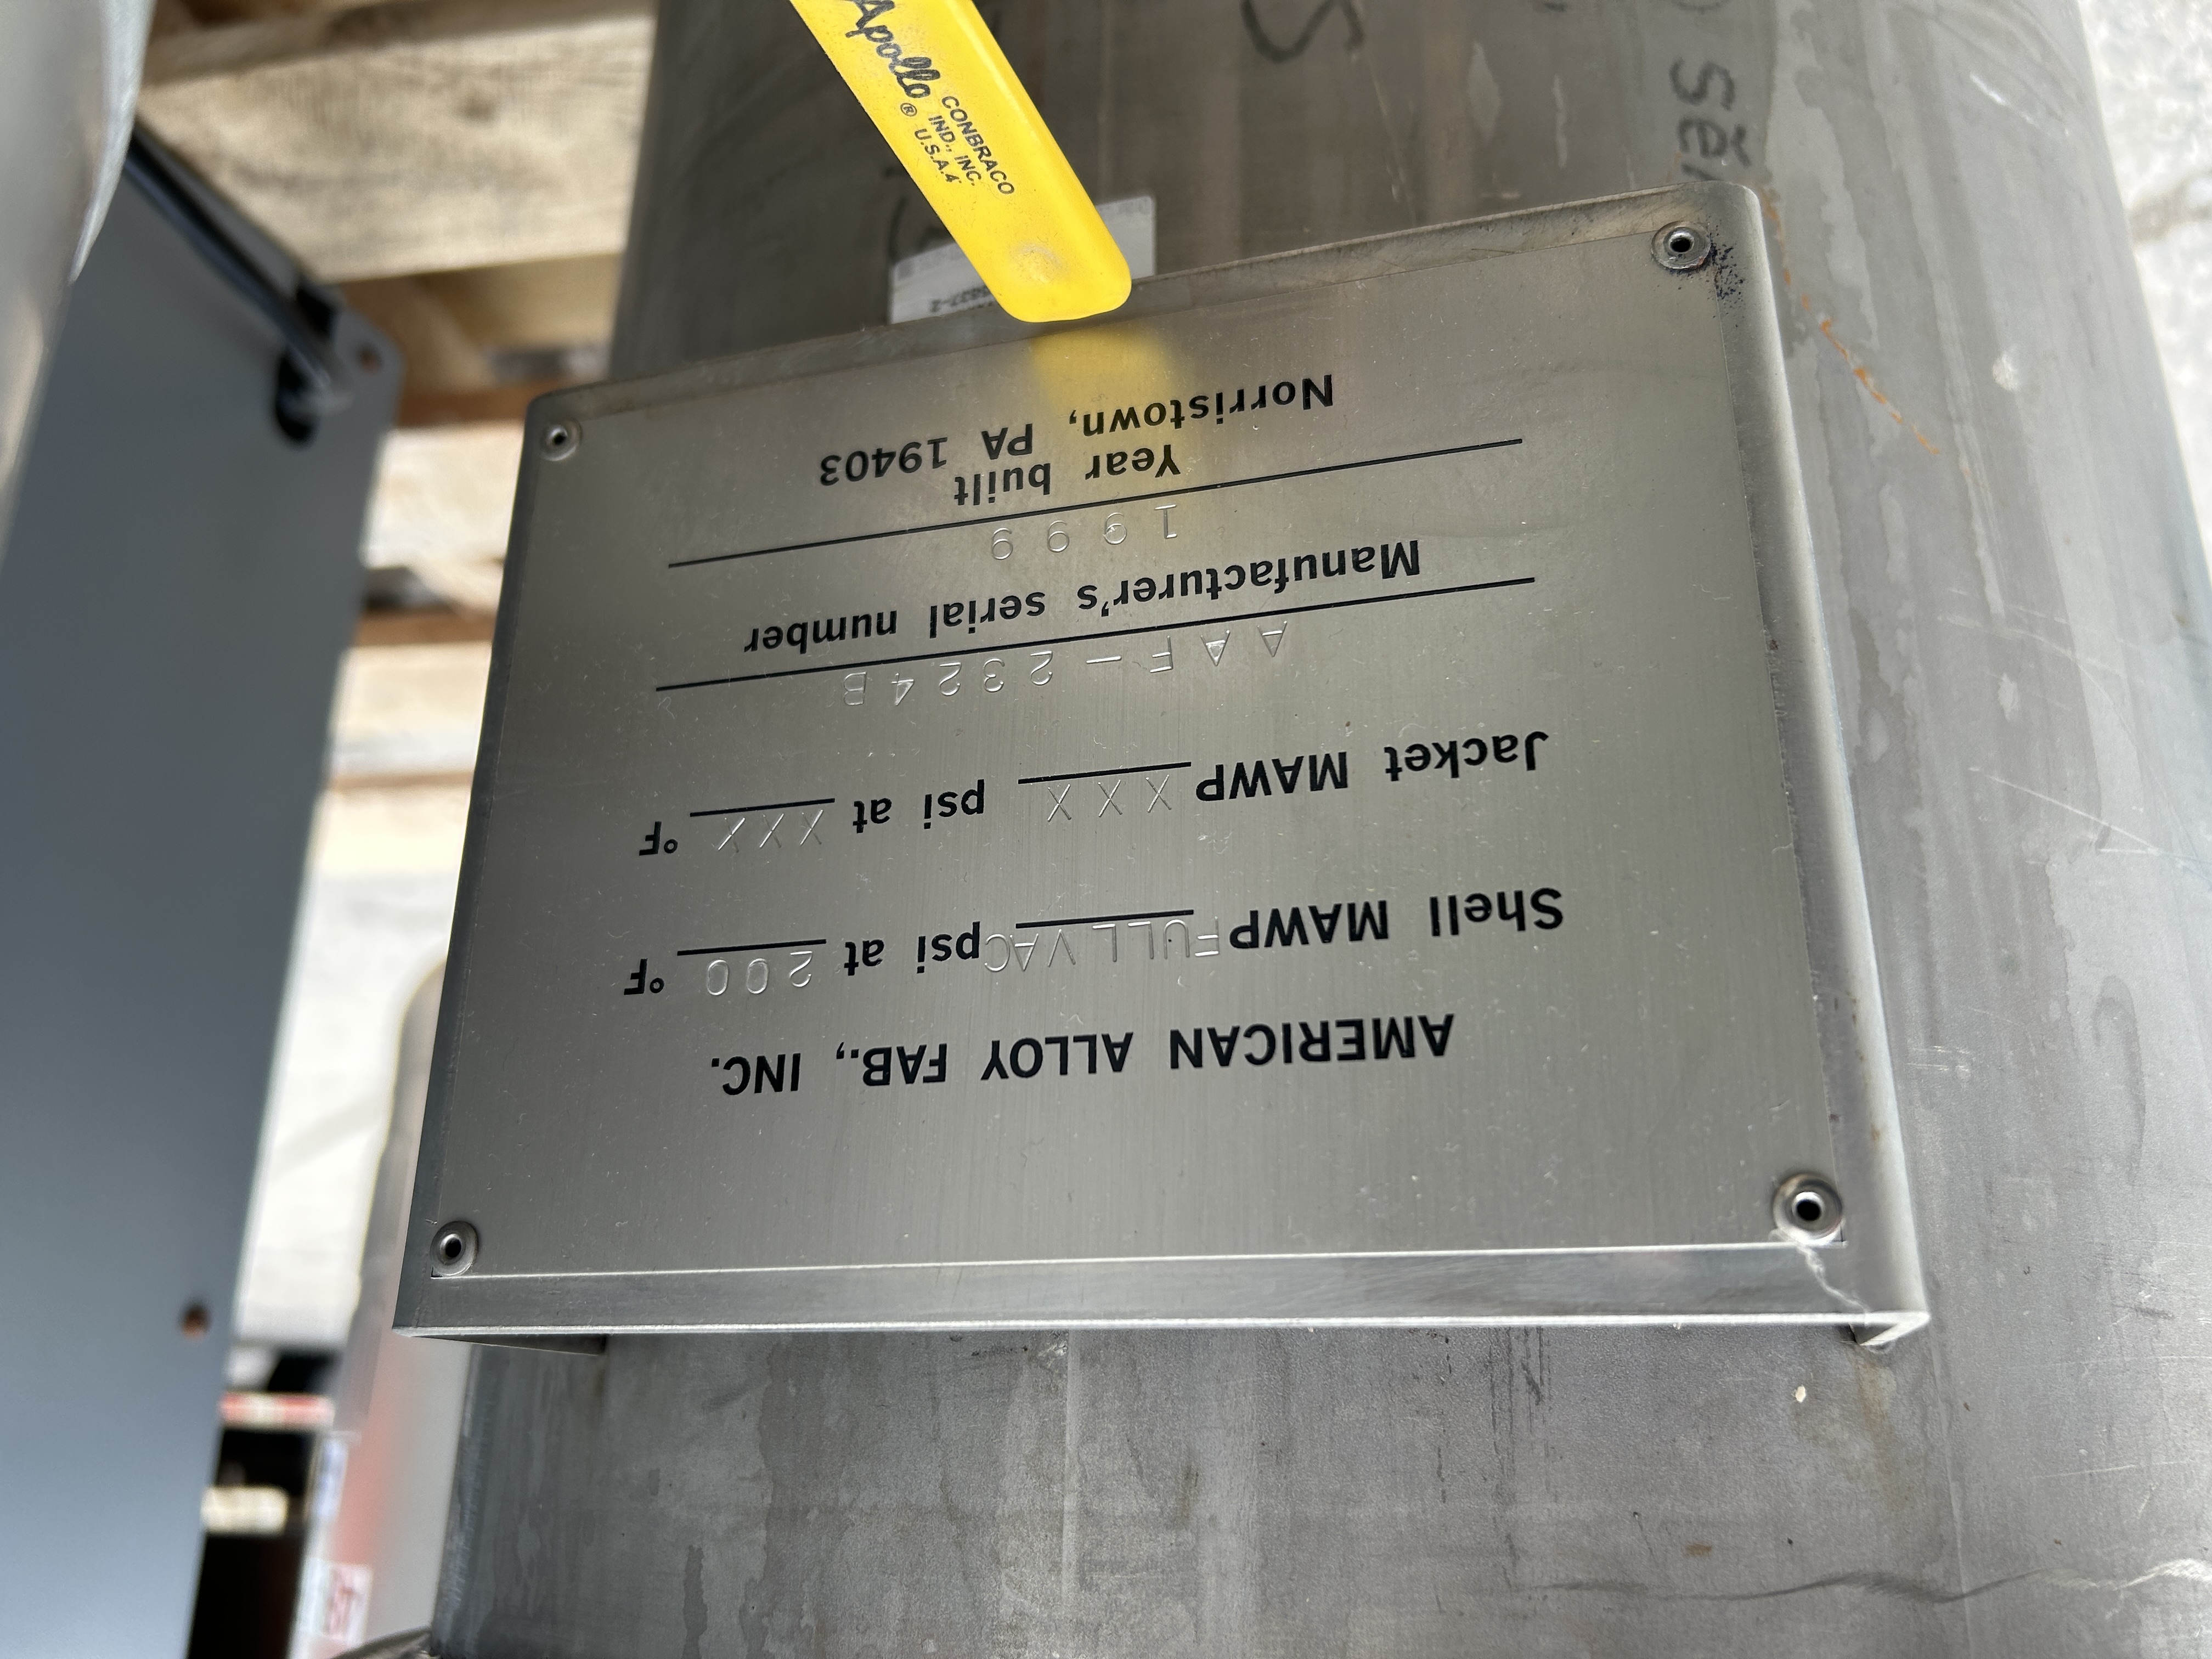 AMERICAN ALLOY FAB., INC.
Shell MAWP FULL VAC psi at 200 °F
Jacket MAWP XXX psi at XXX °F
AAF-2324B
Manufacturer's serial number
1999
Year built
Norristown, PA 19403
Apollo®
CONBRACO
IND., INC.
U.S.A.4